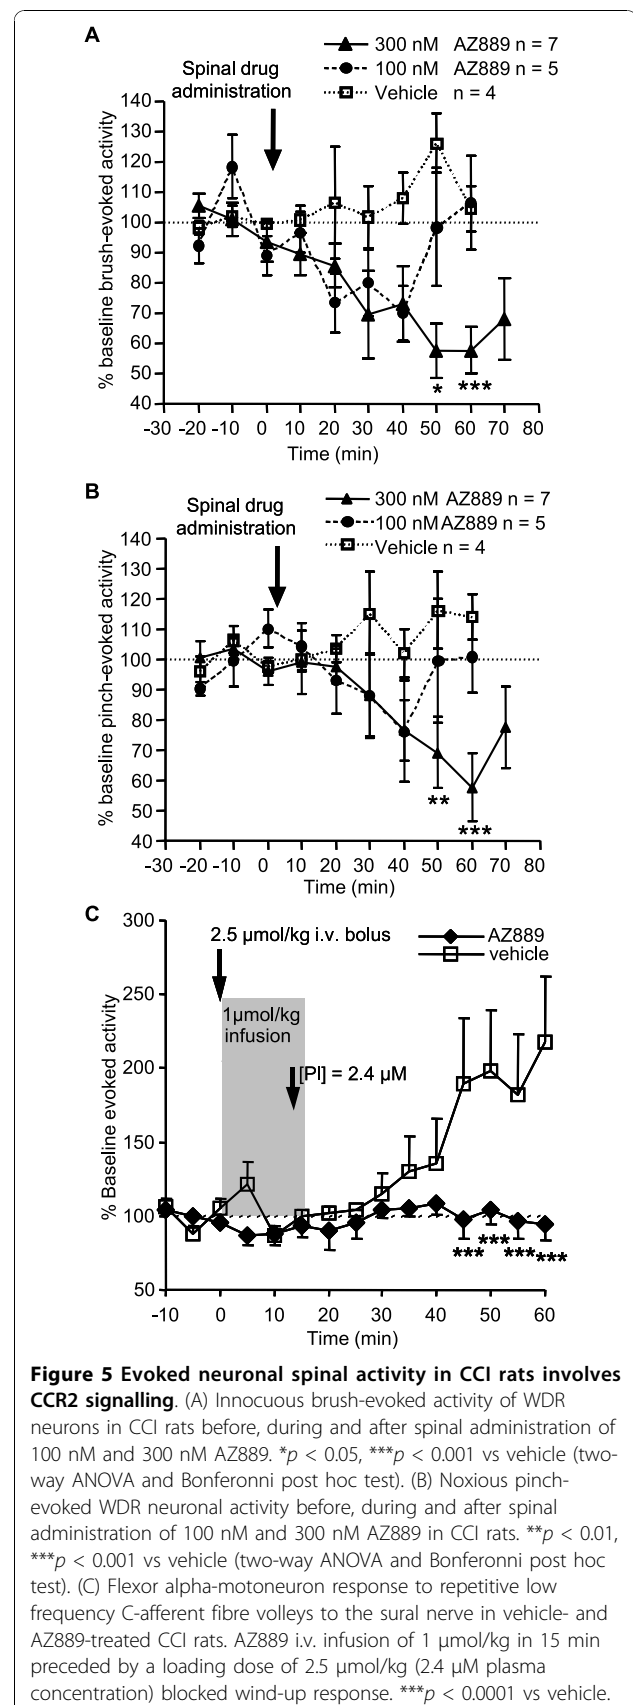 A
300 nM AZ889 n = 7
100 nM AZ889 n = 5
Vehicle n = 4
Spinal drug
administration
% baseline brush-evoked activity
140
130
120
110
100
90
80
70
60
50
40
* ***
-30 -20 -10 0 10 20 30 40 50 60 70 80
Time (min)
B
300 nM AZ889 n = 7
100 nM AZ889 n = 5
Vehicle n = 4
Spinal drug
administration
% baseline pinch-evoked activity
140
130
120
110
100
90
80
70
60
50
40
** ***
-30 -20 -10 0 10 20 30 40 50 60 70 80
Time (min)
C
AZ889
vehicle
2.5 µmol/kg i.v. bolus
1µmol/kg
infusion
[Pl] = 2.4 µM
% Baseline evoked activity
300
250
200
150
100
50
*** *** *** ***
-10 0 10 20 30 40 50 60
Time (min)
Figure 5 Evoked neuronal spinal activity in CCI rats involves
CCR2 signalling. (A) Innocuous brush-evoked activity of WDR
neurons in CCI rats before, during and after spinal administration of
100 nM and 300 nM AZ889. *p < 0.05, ***p < 0.001 vs vehicle (two-
way ANOVA and Bonferonni post hoc test). (B) Noxious pinch-
evoked WDR neuronal activity before, during and after spinal
administration of 100 nM and 300 nM AZ889 in CCI rats. **p < 0.01,
***p < 0.001 vs vehicle (two-way ANOVA and Bonferonni post hoc
test). (C) Flexor alpha-motoneuron response to repetitive low
frequency C-afferent fibre volleys to the sural nerve in vehicle- and
AZ889-treated CCI rats. AZ889 i.v. infusion of 1 µmol/kg in 15 min
preceded by a loading dose of 2.5 µmol/kg (2.4 µM plasma
concentration) blocked wind-up response. ***p < 0.0001 vs vehicle.